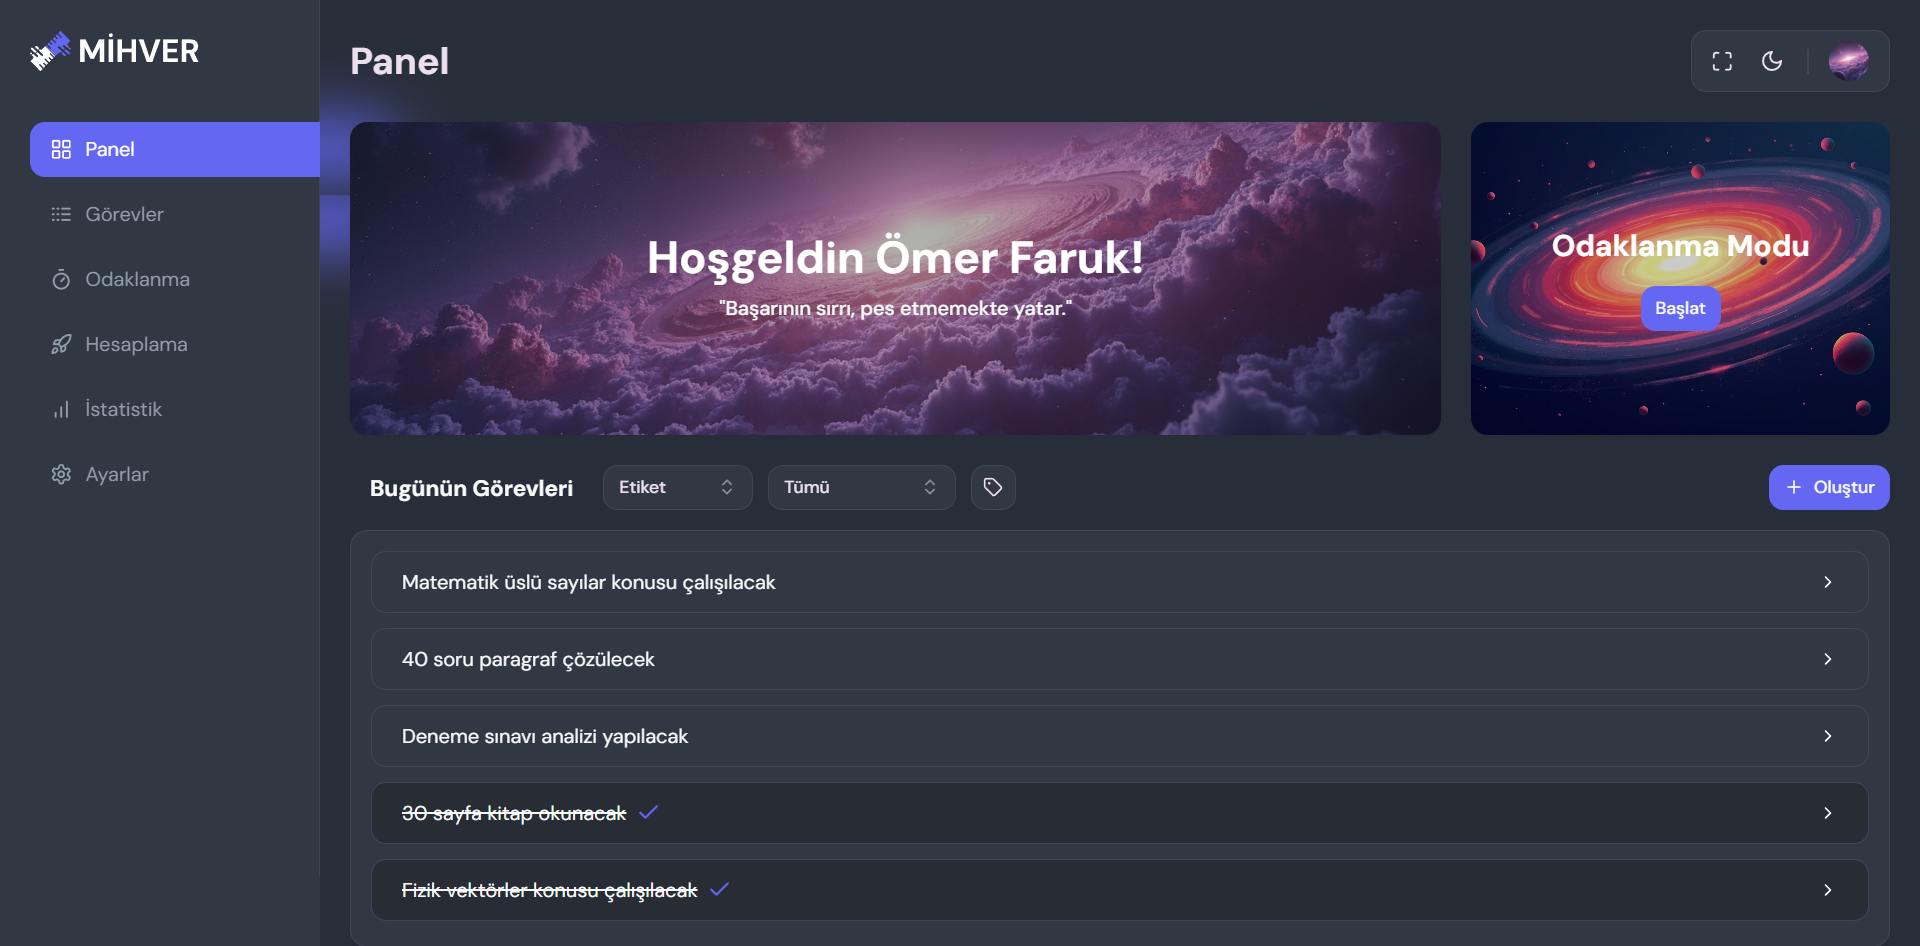 MİHVER
Panel
Görevler
Odaklanma
Hesaplama
İstatistik
Ayarlar
Panel
Hoşgeldin Ömer Faruk!
"Başarının sırrı, pes etmemekte yatar."
Odaklanma Modu
Başlat
Bugünün Görevleri
Etiket
Tümü
Oluştur
Matematik üslü sayılar konusu çalışılacak
40 soru paragraf çözülecek
Deneme sınavı analizi yapılacak
30 sayfa kitap okunacak
Fizik vektörler konusu çalışılacak